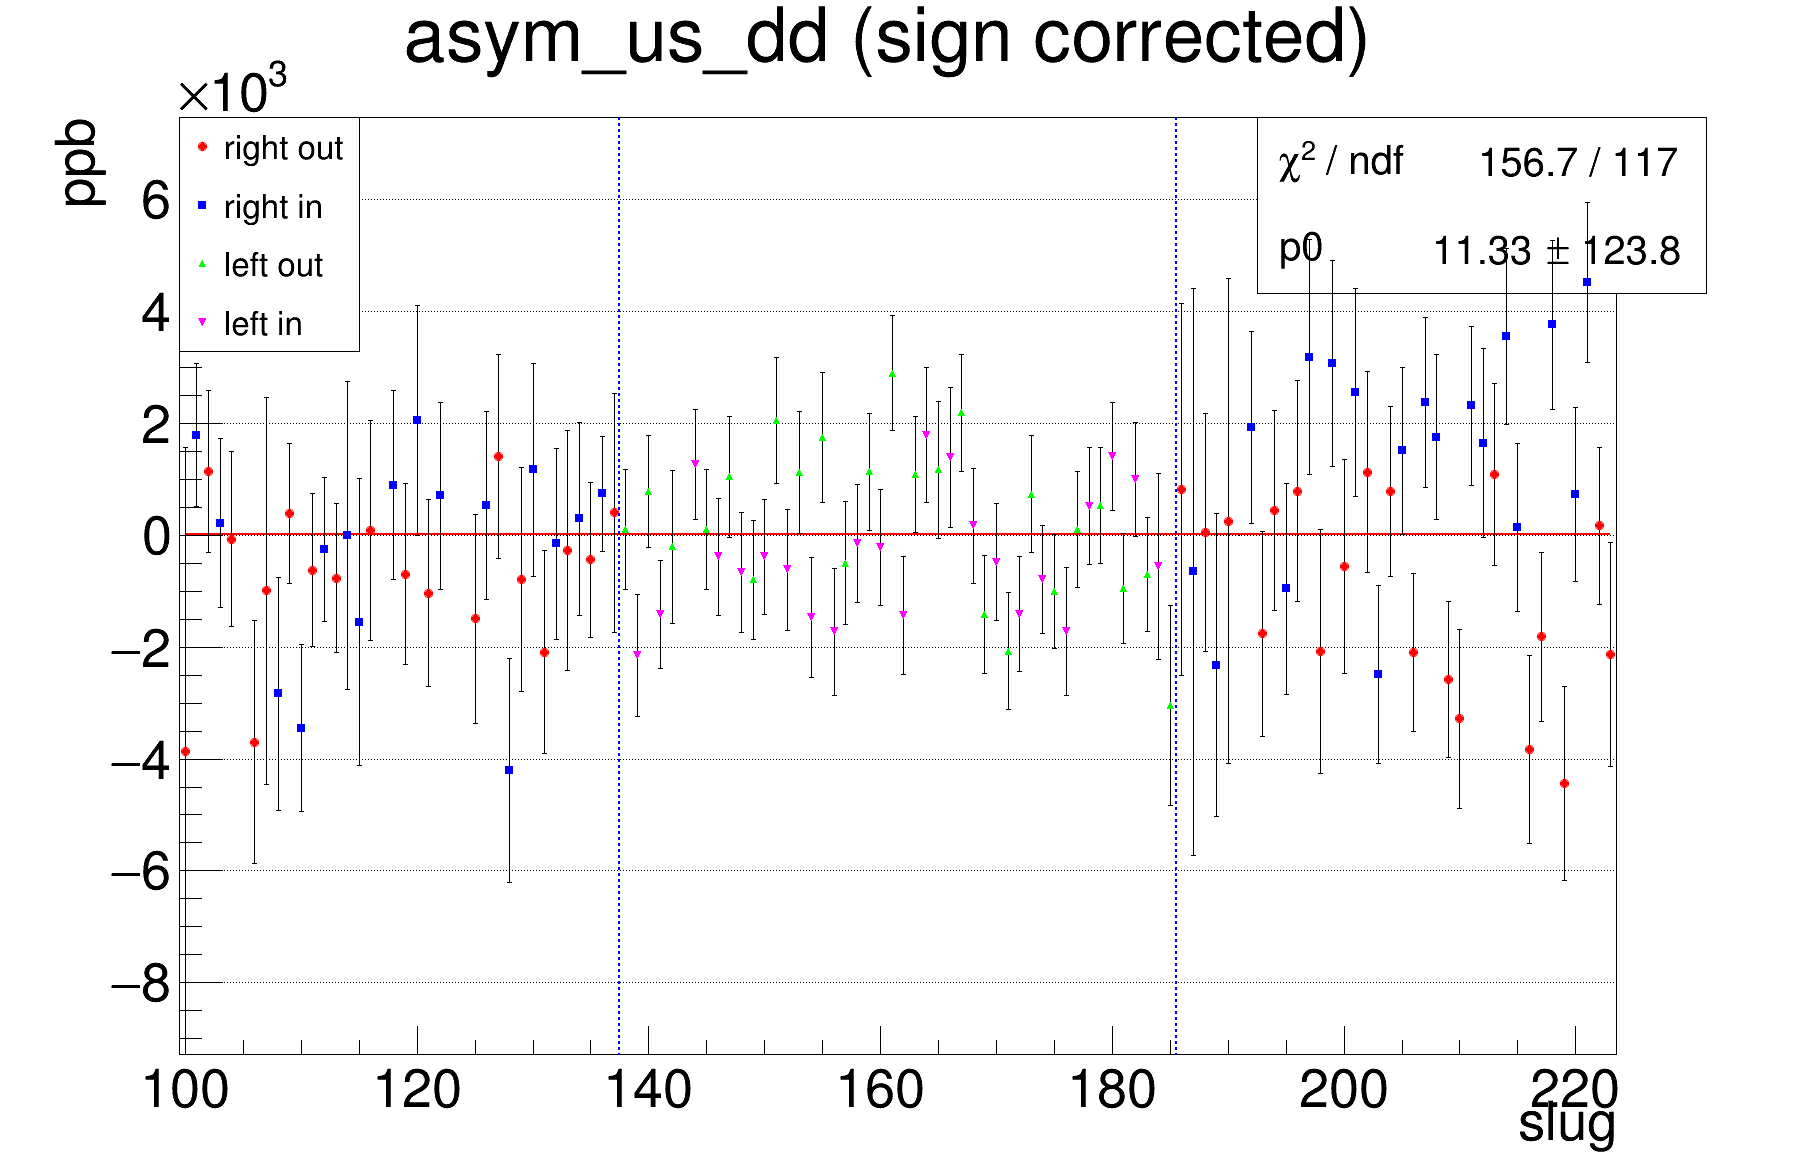 asym_us_dd (sign corrected)
×10³
ppb
right out
right in
left out
left in
χ² / ndf 156.7 / 117
p0 11.33 ± 123.8
6
4
2
0
−2
−4
−6
−8
100 120 140 160 180 200 220
slug